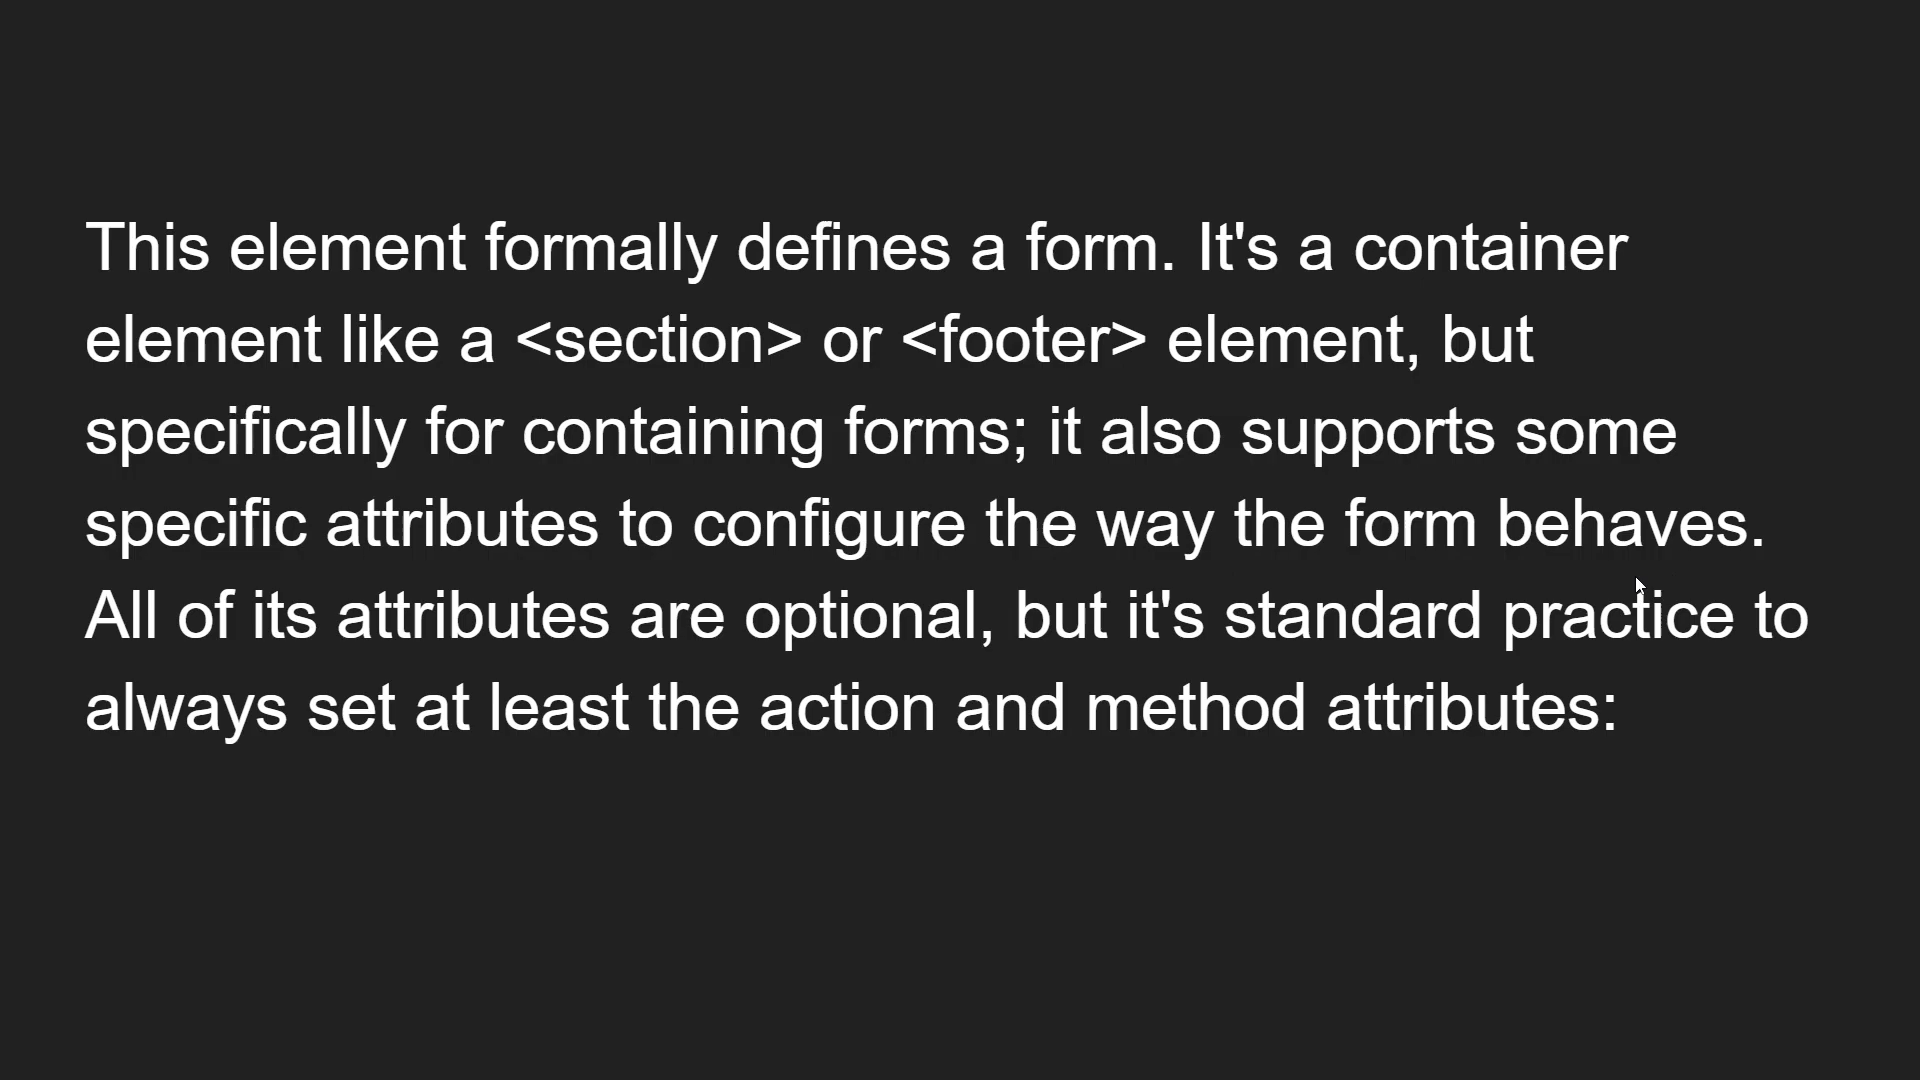 This element formally defines a form. It's a container
element like a <section> or <footer> element, but
specifically for containing forms; it also supports some
specific attributes to configure the way the form behaves.
All of its attributes are optional, but it's standard practice to
always set at least the action and method attributes: